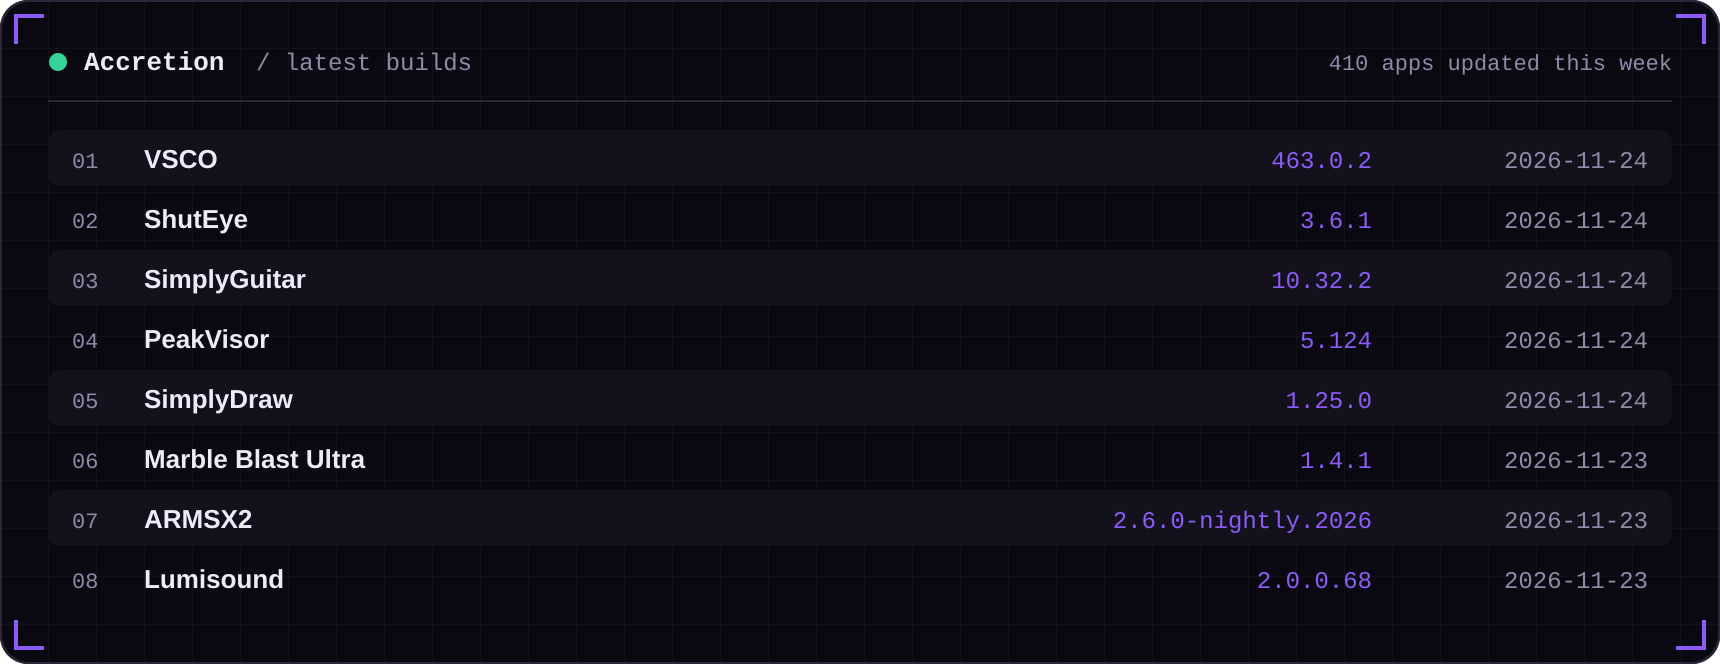 Accretion / latest builds 410 apps updated this week
01 VSCO 463.0.2 2026-11-24
02 ShutEye 3.6.1 2026-11-24
03 SimplyGuitar 10.32.2 2026-11-24
04 PeakVisor 5.124 2026-11-24
05 SimplyDraw 1.25.0 2026-11-24
06 Marble Blast Ultra 1.4.1 2026-11-23
07 ARMSX2 2.6.0-nightly.2026 2026-11-23
08 Lumisound 2.0.0.68 2026-11-23